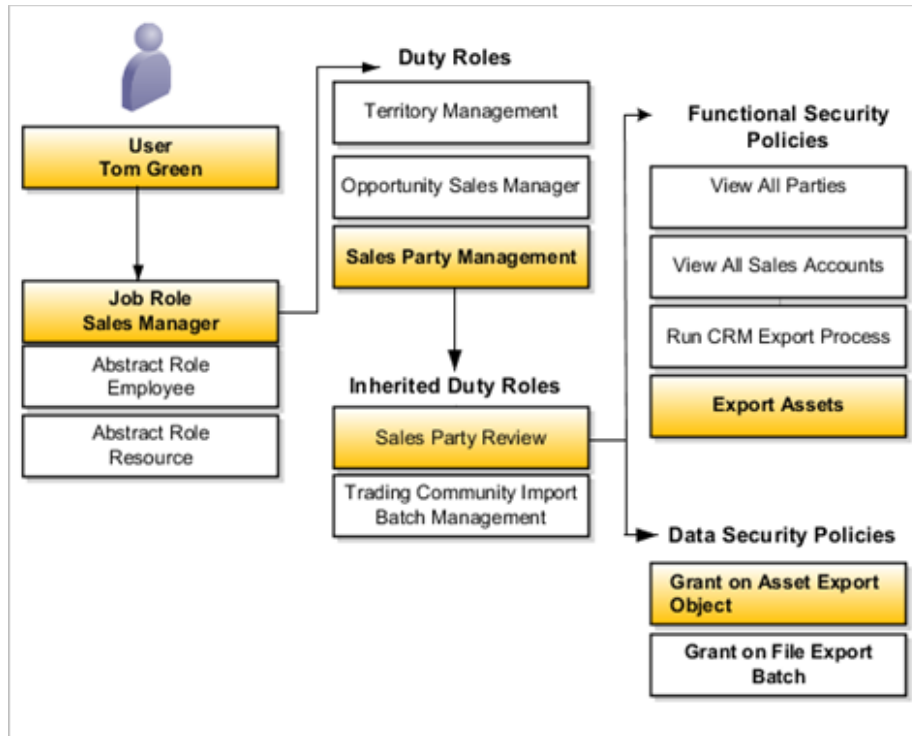 User
Tom Green
Job Role
Sales Manager
Abstract Role
Employee
Abstract Role
Resource
Duty Roles
Territory Management
Opportunity Sales Manager
Sales Party Management
Inherited Duty Roles
Sales Party Review
Trading Community Import
Batch Management
Functional Security
Policies
View All Parties
View All Sales Accounts
Run CRM Export Process
Export Assets
Data Security Policies
Grant on Asset Export
Object
Grant on File Export
Batch